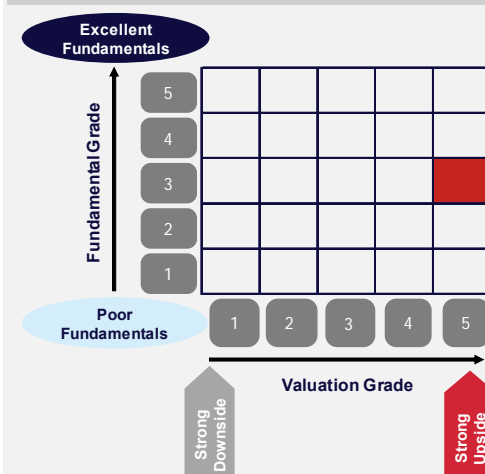 Excellent
Fundamentals
Fundamental Grade
5
4
3
2
1
Poor
Fundamentals
1
2
3
4
5
Valuation Grade
Strong
Downside
Strong
Upside